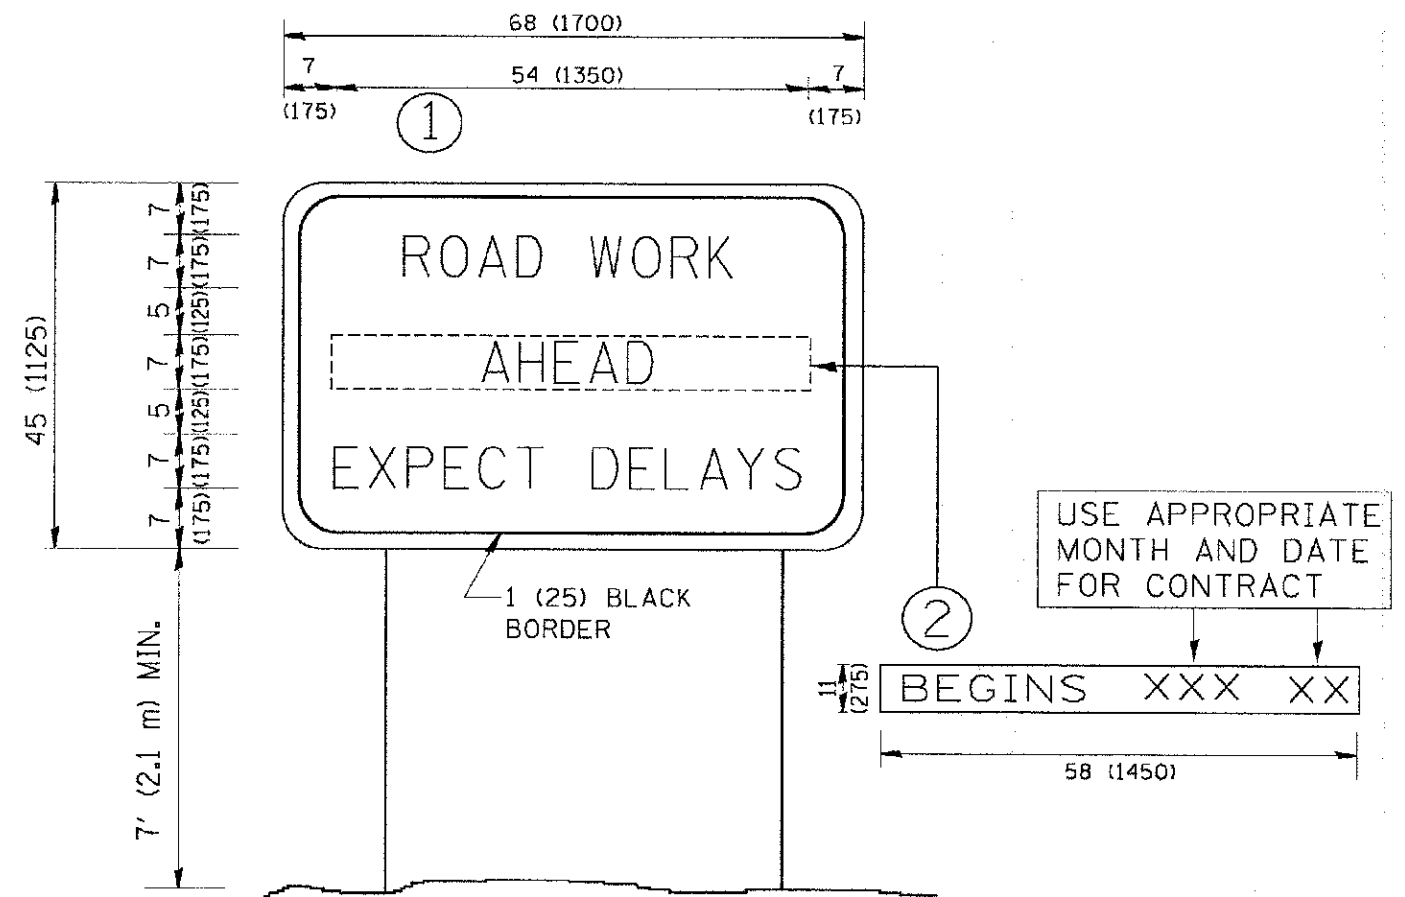 68 (1700)
7
54 (1350)
7
(175)
(175)
1
45 (1125)
7
(175)
7
(175)
5
(125)
7
(175)
5
(125)
7
(175)
7
(175)
ROAD WORK
AHEAD
EXPECT DELAYS
1 (25) BLACK
BORDER
7' (2.1 m) MIN.
USE APPROPRIATE
MONTH AND DATE
FOR CONTRACT
2
11
(275)
BEGINS XXX XX
58 (1450)